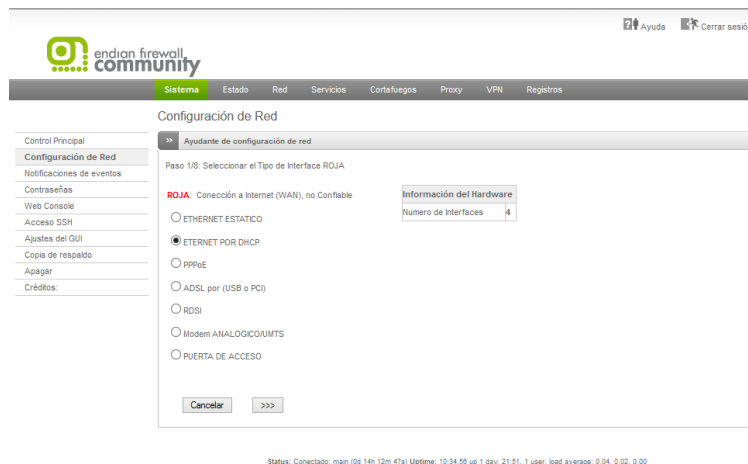 Ayuda Cerrar sesió
endian firewall
community
Sistema Estado Red Servicios Cortafuegos Proxy VPN Registros
Configuración de Red
Control Principal
Configuración de Red
Notificaciones de eventos
Contraseñas
Web Console
Acceso SSH
Ajustes del GUI
Copia de respaldo
Apagar
Créditos:
>> Ayudante de configuración de red
Paso 1/8: Seleccionar el Tipo de Interface ROJA
ROJA: Conección a Internet (WAN), no Confiable
ETHERNET ESTATICO
ETERNET POR DHCP
PPPoE
ADSL por (USB o PCI)
RDSI
Modem ANALOGICO/UMTS
PUERTA DE ACCESO
Información del Hardware
Numero de Interfaces 4
Cancelar >>>
Status: Conectado: main (0d 14h 12m 47s) Uptime: 10:34:56 up 1 day, 21:51, 1 user, load average: 0.04, 0.02, 0.00